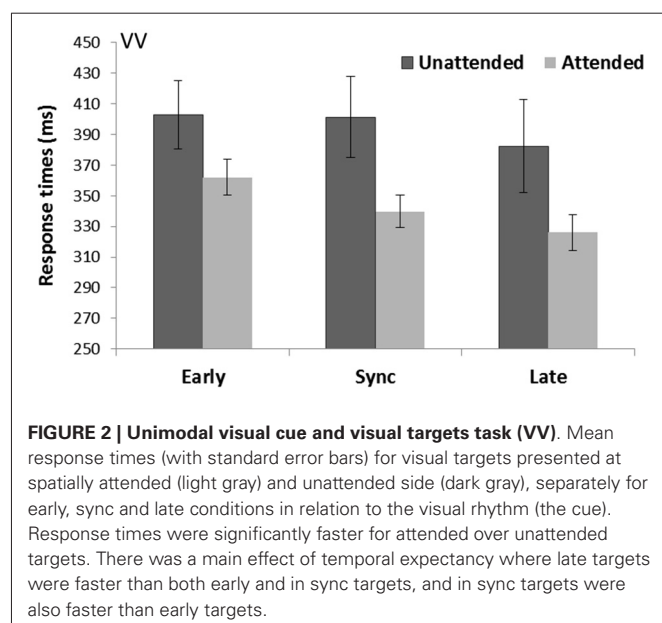 450
VV
430
Unattended
Attended
410
390
370
350
330
310
290
270
250
Response times (ms)
Early
Sync
Late
FIGURE 2 | Unimodal visual cue and visual targets task (VV). Mean
response times (with standard error bars) for visual targets presented at
spatially attended (light gray) and unattended side (dark gray), separately for
early, sync and late conditions in relation to the visual rhythm (the cue).
Response times were significantly faster for attended over unattended
targets. There was a main effect of temporal expectancy where late targets
were faster than both early and in sync targets, and in sync targets were
also faster than early targets.